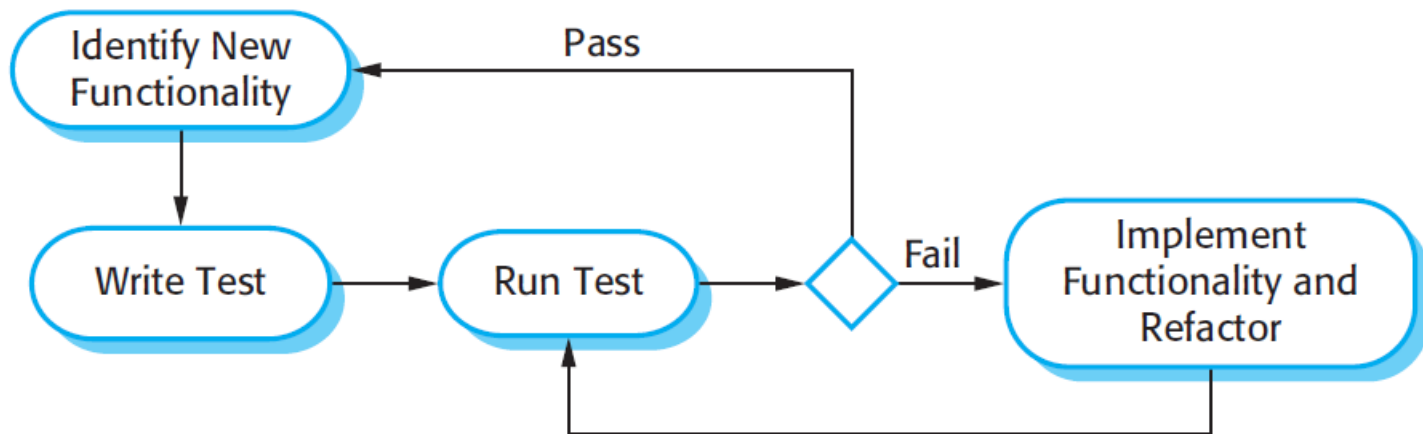 Identify New
Functionality
Pass
Write Test
Run Test
Fail
Implement
Functionality and
Refactor